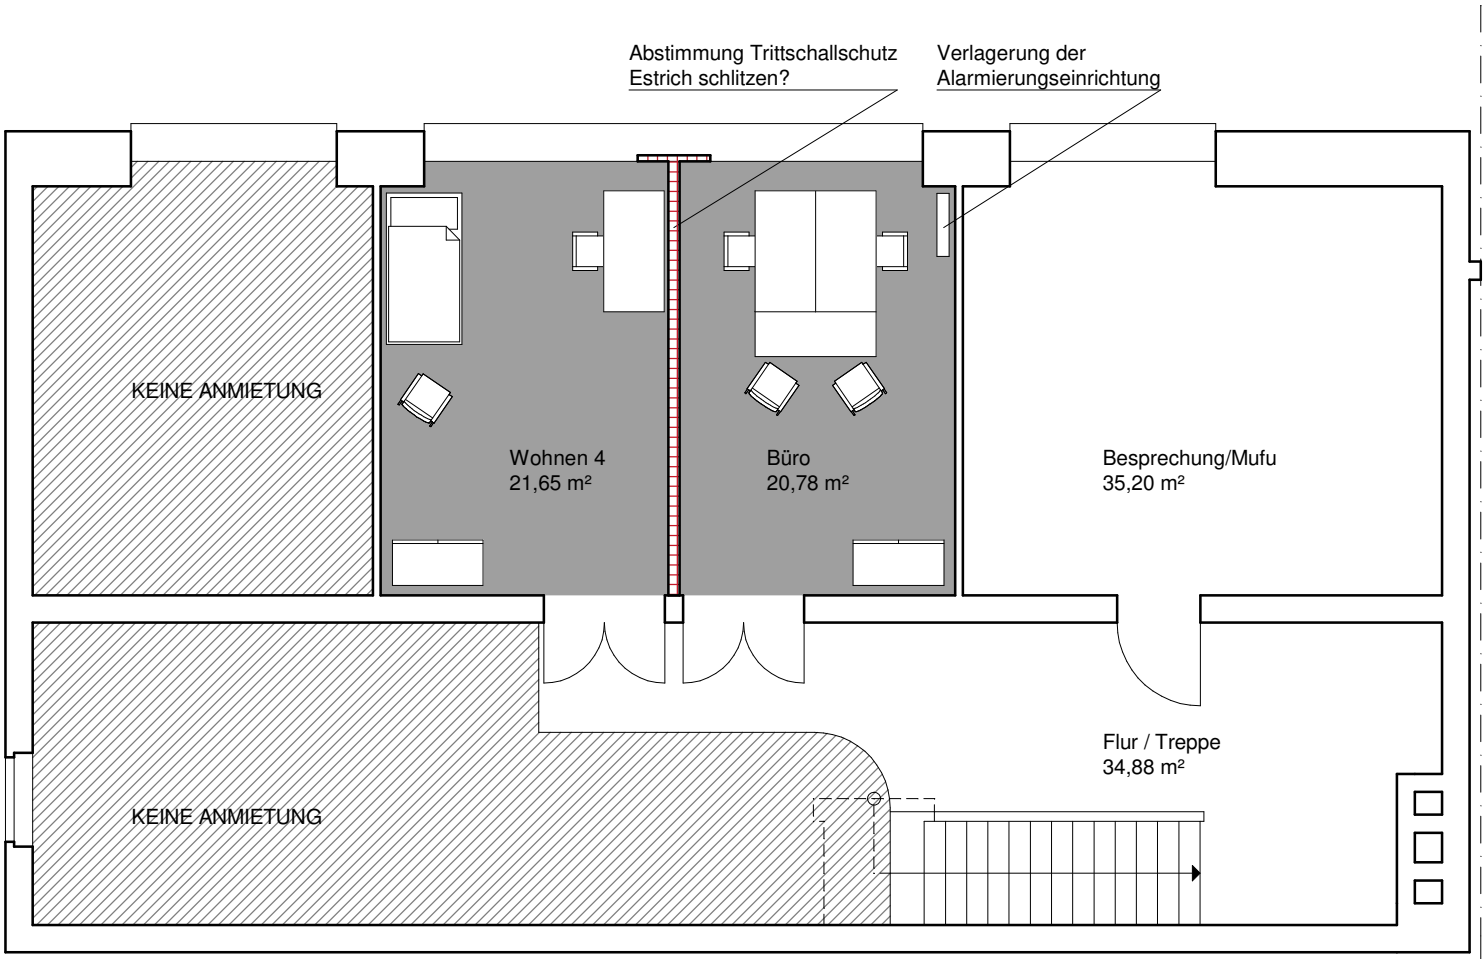 Abstimmung Trittschallschutz
Estrich schlitzen?
Verlagerung der
Alarmierungseinrichtung
KEINE ANMIETUNG
Wohnen 4
21,65 m²
Büro
20,78 m²
Besprechung/Mufu
35,20 m²
Flur / Treppe
34,88 m²
KEINE ANMIETUNG